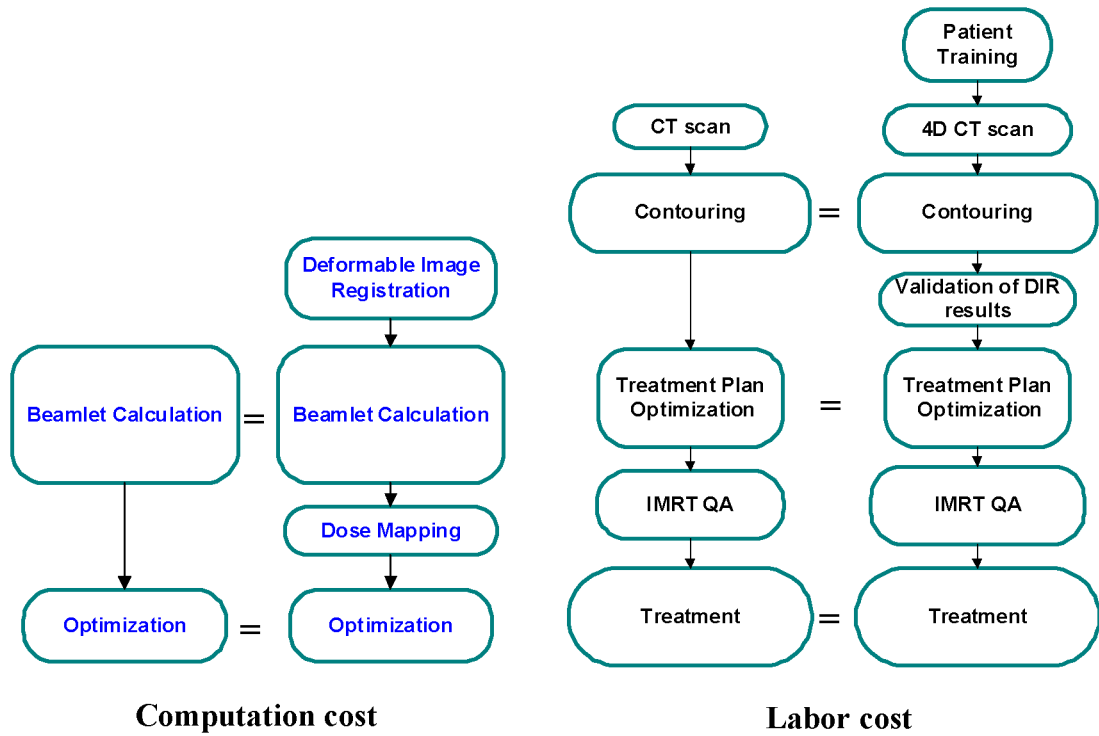 Patient
Training
CT scan
4D CT scan
Contouring
=
Contouring
Deformable Image
Registration
Validation of DIR
results
Beamlet Calculation
=
Beamlet Calculation
Treatment Plan
Optimization
=
Treatment Plan
Optimization
IMRT QA
IMRT QA
Dose Mapping
Optimization
=
Optimization
Treatment
=
Treatment
Computation cost
Labor cost